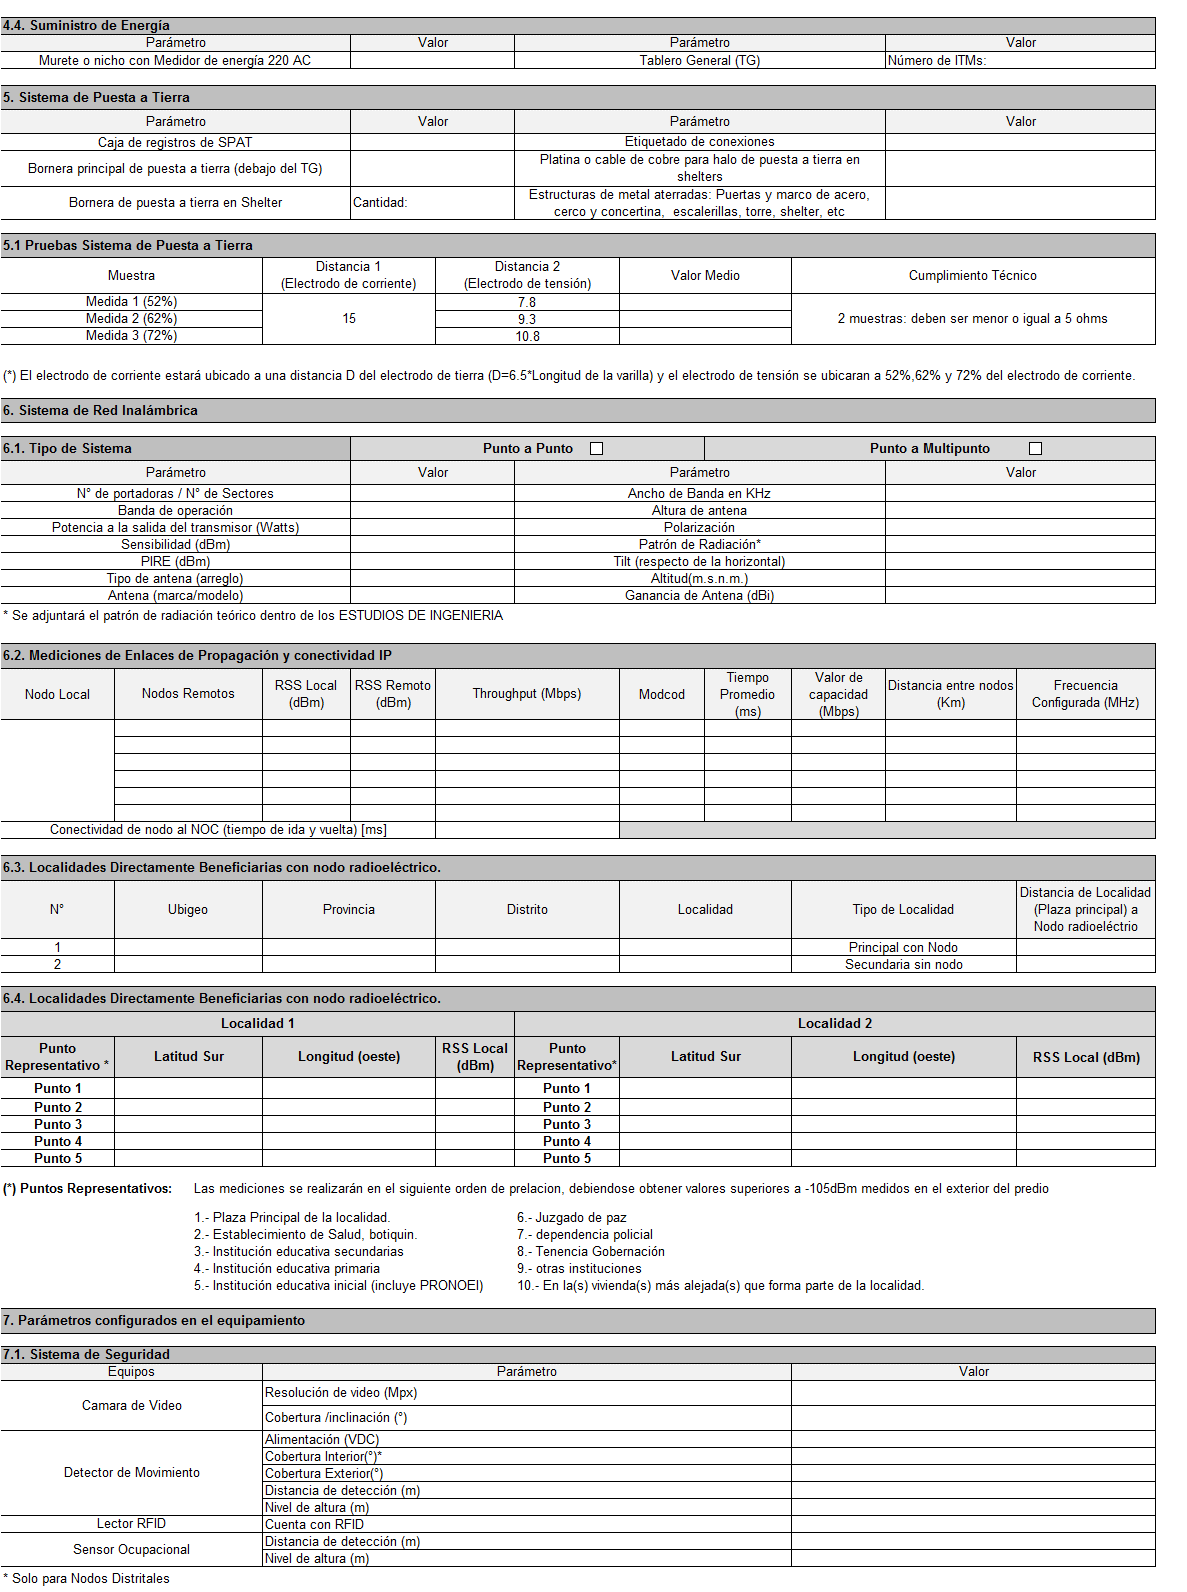 4.4. Suministro de Energía
Parámetro Valor Parámetro Valor
Murete o nicho con Medidor de energía 220 AC Tablero General (TG) Número de ITMs:
5. Sistema de Puesta a Tierra
Parámetro Valor Parámetro Valor
Caja de registros de SPAT Etiquetado de conexiones
Bornera principal de puesta a tierra (debajo del TG) Platina o cable de cobre para halo de puesta a tierra en
shelters
Bornera de puesta a tierra en Shelter Cantidad: Estructuras de metal aterradas: Puertas y marco de acero,
cerco y concertina, escalerillas, torre, shelter, etc
5.1 Pruebas Sistema de Puesta a Tierra
Muestra Distancia 1 Distancia 2 Valor Medio Cumplimiento Técnico
(Electrodo de corriente) (Electrodo de tensión)
Medida 1 (52%) 7.8
Medida 2 (62%) 15 9.3 2 muestras: deben ser menor o igual a 5 ohms
Medida 3 (72%) 10.8
(*) El electrodo de corriente estará ubicado a una distancia D del electrodo de tierra (D=6.5*Longitud de la varilla) y el electrodo de tensión se ubicaran a 52%,62% y 72% del electrodo de corriente.
6. Sistema de Red Inalámbrica
6.1. Tipo de Sistema Punto a Punto Punto a Multipunto
Parámetro Valor Parámetro Valor
N° de portadoras / N° de Sectores Ancho de Banda en KHz
Banda de operación Altura de antena
Potencia a la salida del transmisor (Watts) Polarización
Sensibilidad (dBm) Patrón de Radiación*
PIRE (dBm) Tilt (respecto de la horizontal)
Tipo de antena (arreglo) Altitud(m.s.n.m.)
Antena (marca/modelo) Ganancia de Antena (dBi)
* Se adjuntará el patrón de radiación teórico dentro de los ESTUDIOS DE INGENIERIA
6.2. Mediciones de Enlaces de Propagación y conectividad IP
Nodo Local Nodos Remotos RSS Local RSS Remoto Throughput (Mbps) Modcod Tiempo Valor de Distancia entre nodos Frecuencia
(dBm) (dBm) Promedio capacidad (Km) Configurada (MHz)
(ms) (Mbps)
Conectividad de nodo al NOC (tiempo de ida y vuelta) [ms]
6.3. Localidades Directamente Beneficiarias con nodo radioeléctrico.
N° Ubigeo Provincia Distrito Localidad Tipo de Localidad Distancia de Localidad
(Plaza principal) a
Nodo radioeléctrio
1 Principal con Nodo
2 Secundaria sin nodo
6.4. Localidades Directamente Beneficiarias con nodo radioeléctrico.
Localidad 1 Localidad 2
Punto Latitud Sur Longitud (oeste) RSS Local Punto Latitud Sur Longitud (oeste) RSS Local (dBm)
Representativo * (dBm) Representativo*
Punto 1 Punto 1
Punto 2 Punto 2
Punto 3 Punto 3
Punto 4 Punto 4
Punto 5 Punto 5
(*) Puntos Representativos: Las mediciones se realizarán en el siguiente orden de prelacion, debiendose obtener valores superiores a -105dBm medidos en el exterior del predio
1.- Plaza Principal de la localidad. 6.- Juzgado de paz
2.- Establecimiento de Salud, botiquin. 7.- dependencia policial
3.- Institución educativa secundarias 8.- Tenencia Gobernación
4.- Institución educativa primaria 9.- otras instituciones
5.- Institución educativa inicial (incluye PRONOEI) 10.- En la(s) vivienda(s) más alejada(s) que forma parte de la localidad.
7. Parámetros configurados en el equipamiento
7.1. Sistema de Seguridad
Equipos Parámetro Valor
Camara de Video Resolución de video (Mpx)
Cobertura /inclinación (°)
Detector de Movimiento Alimentación (VDC)
Cobertura Interior(°)*
Cobertura Exterior(°)
Distancia de detección (m)
Nivel de altura (m)
Lector RFID Cuenta con RFID
Sensor Ocupacional Distancia de detección (m)
Nivel de altura (m)
* Solo para Nodos Distritales